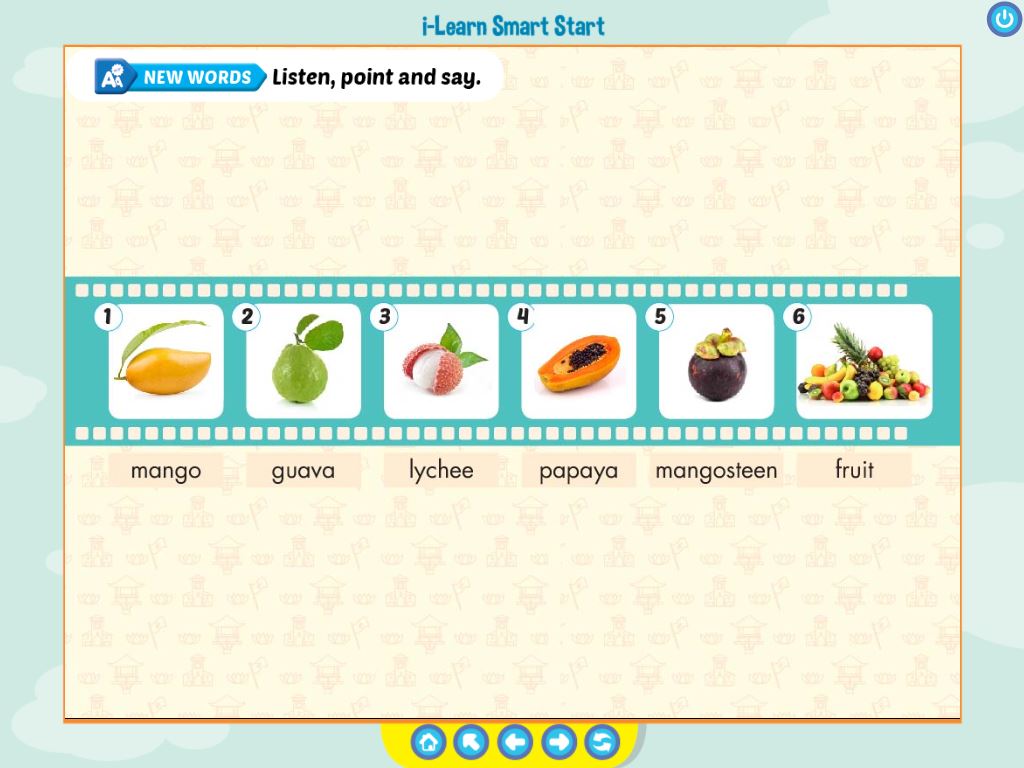 i-Learn Smart Start
NEW WORDS Listen, point and say.
1 2 3 4 5 6
mango guava lychee papaya mangosteen fruit